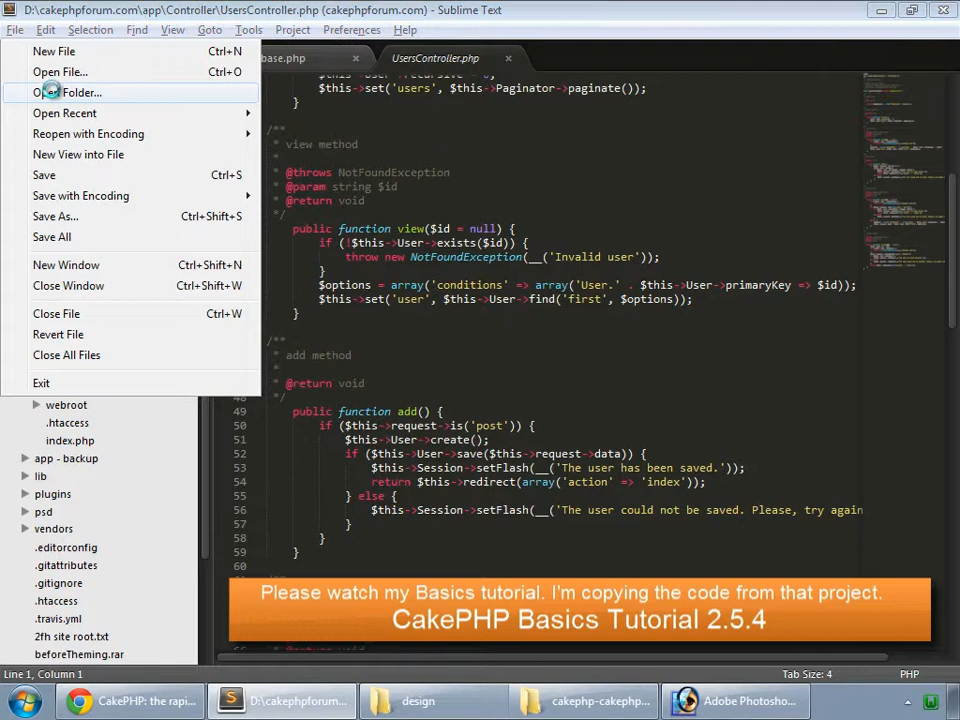 D:\cakephpforum.com\app\Controller\UsersController.php (cakephpforum.com) - Sublime Text
File Edit Selection Find View Goto Tools Project Preferences Help
New File Ctrl+N
Open File... Ctrl+O
Open Folder...
Open Recent
Reopen with Encoding
New View into File
Save Ctrl+S
Save with Encoding
Save As... Ctrl+Shift+S
Save All
New Window Ctrl+Shift+N
Close Window Ctrl+Shift+W
Close File Ctrl+W
Revert File
Close All Files
Exit
webroot
.htaccess
index.php
app - backup
lib
plugins
psd
vendors
.editorconfig
.gitattributes
.gitignore
.htaccess
.travis.yml
2fh site root.txt
beforeTheming.rar
base.php
UsersController.php
$this->set('users', $this->Paginator->paginate());
}
/**
* view method
*
* @throws NotFoundException
* @param string $id
* @return void
*/
public function view($id = null) {
if (!$this->User->exists($id)) {
throw new NotFoundException(__('Invalid user'));
}
$options = array('conditions' => array('User.' . $this->User->primaryKey => $id));
$this->set('user', $this->User->find('first', $options));
}
/**
* add method
*
* @return void
*/
49 public function add() {
50 if ($this->request->is('post')) {
51 $this->User->create();
52 if ($this->User->save($this->request->data)) {
53 $this->Session->setFlash(__('The user has been saved.'));
54 return $this->redirect(array('action' => 'index'));
55 } else {
56 $this->Session->setFlash(__('The user could not be saved. Please, try again
57 }
58 }
59 }
60
Please watch my Basics tutorial. I'm copying the code from that project.
CakePHP Basics Tutorial 2.5.4
Line 1, Column 1 Tab Size: 4 PHP
CakePHP: the rapi... D:\cakephpforum.... design cakephp-cakephp... Adobe Photosho...